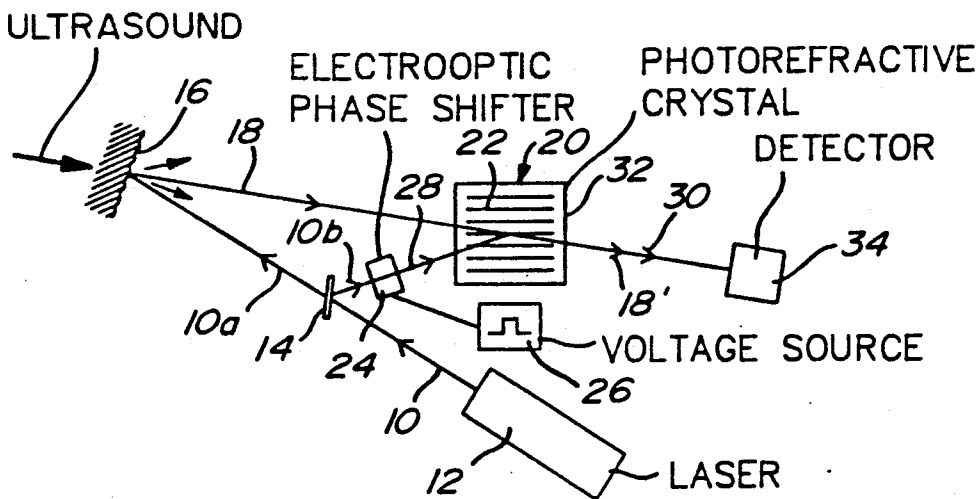 ULTRASOUND
16
ELECTROOPTIC
PHASE SHIFTER
PHOTOREFRACTIVE
CRYSTAL
22
20
32
DETECTOR
18
28
30
10b
34
18'
10a
14
24
VOLTAGE SOURCE
26
10
12
LASER